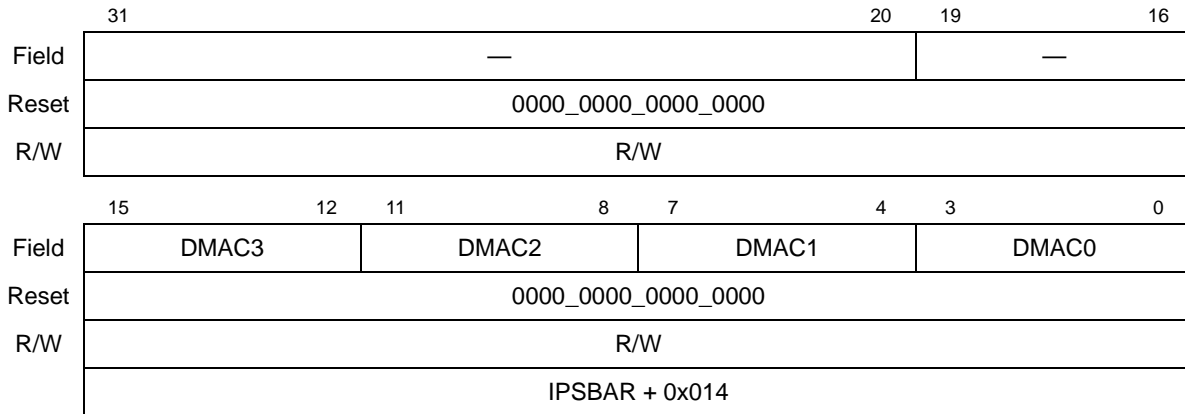 31 20 19 16
Field — —
Reset 0000_0000_0000_0000
R/W R/W
15 12 11 8 7 4 3 0
Field DMAC3 DMAC2 DMAC1 DMAC0
Reset 0000_0000_0000_0000
R/W R/W
IPSBAR + 0x014